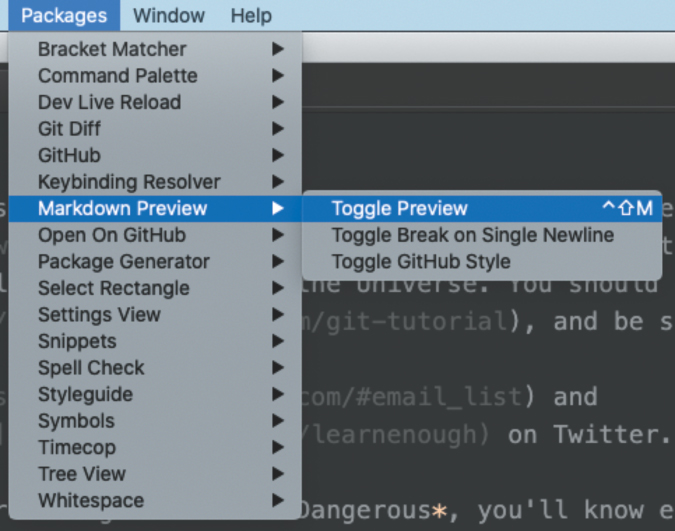 Packages Window Help
Bracket Matcher
Command Palette
Dev Live Reload
Git Diff
GitHub
Keybinding Resolver
Markdown Preview
Toggle Preview ^⇧M
Open On GitHub
Toggle Break on Single Newline
Package Generator
Toggle GitHub Style
Select Rectangle
the Universe. You should
Settings View
/git-tutorial), and be s
Snippets
Spell Check
Styleguide
com/#email_list) and
Symbols
/learnenough) on Twitter.
Timecop
Tree View
Whitespace
Dangerous*, you'll know e